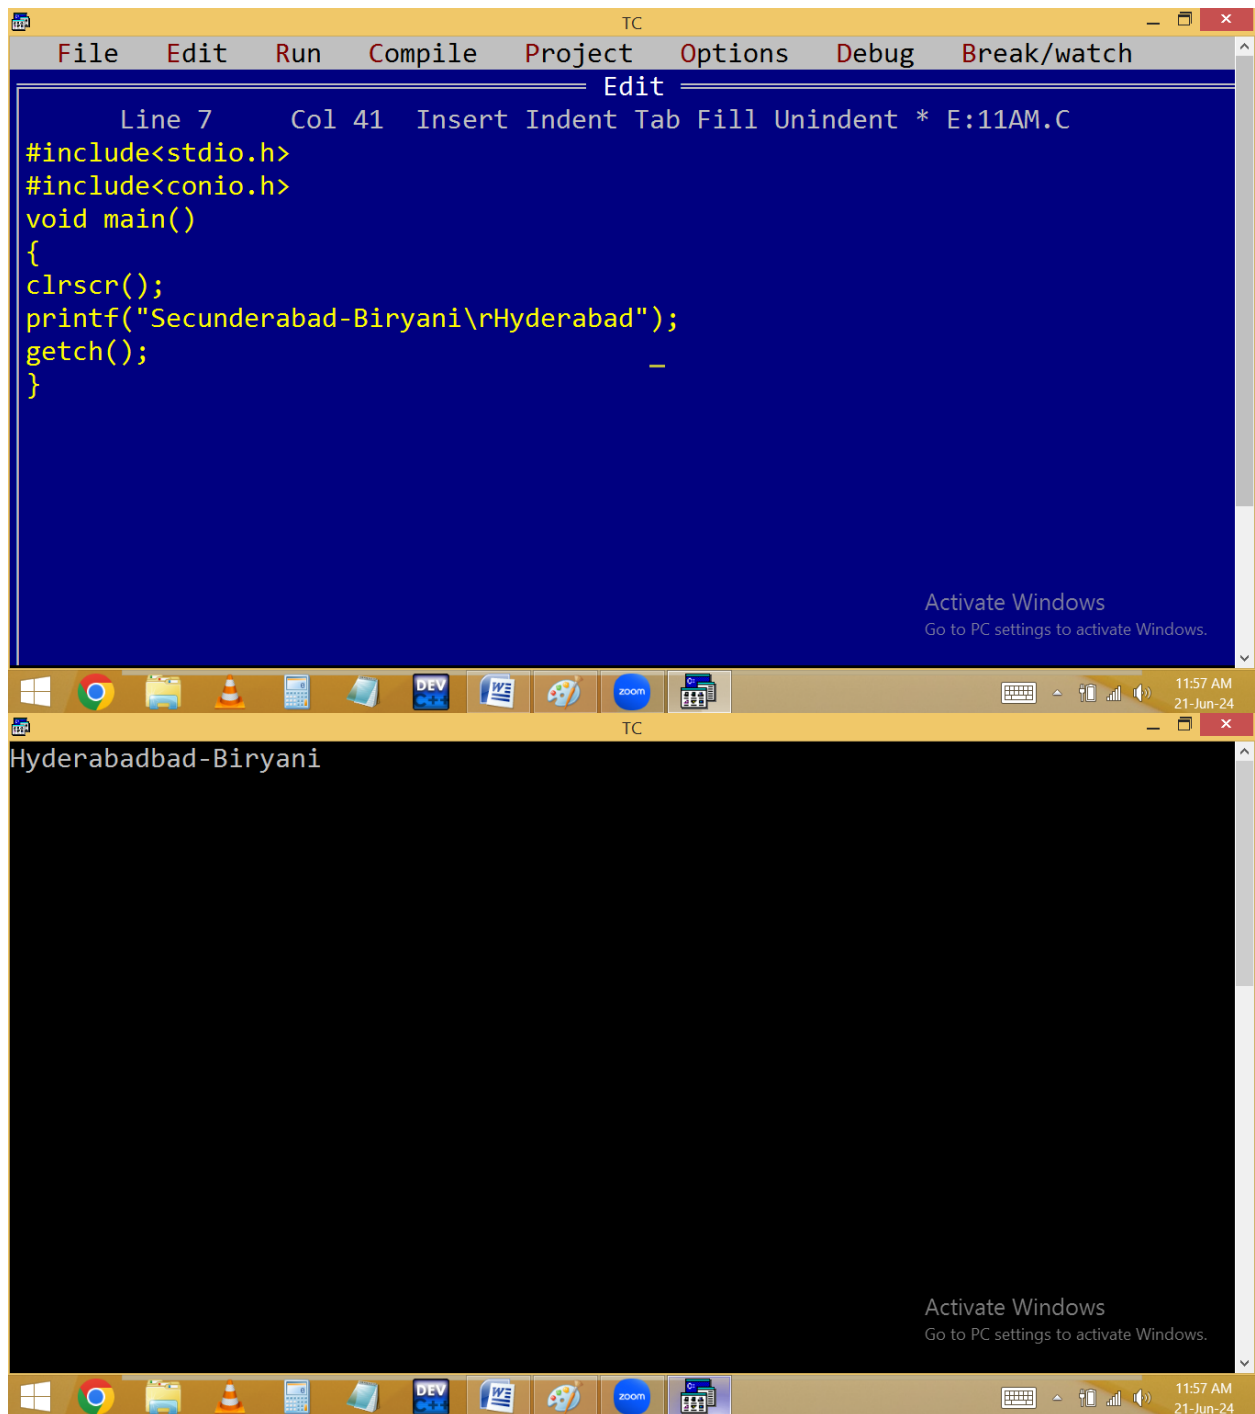 TC
File Edit Run Compile Project Options Debug Break/watch
Edit
Line 7 Col 41 Insert Indent Tab Fill Unindent * E:11AM.C
#include<stdio.h>
#include<conio.h>
void main()
{
clrscr();
printf("Secunderabad-Biryani\rHyderabad");
getch();
}
Activate Windows
Go to PC settings to activate Windows.
DEV C++
W
zoom
11:57 AM
21-Jun-24
TC
Hyderabadbad-Biryani
Activate Windows
Go to PC settings to activate Windows.
DEV C++
W
zoom
11:57 AM
21-Jun-24